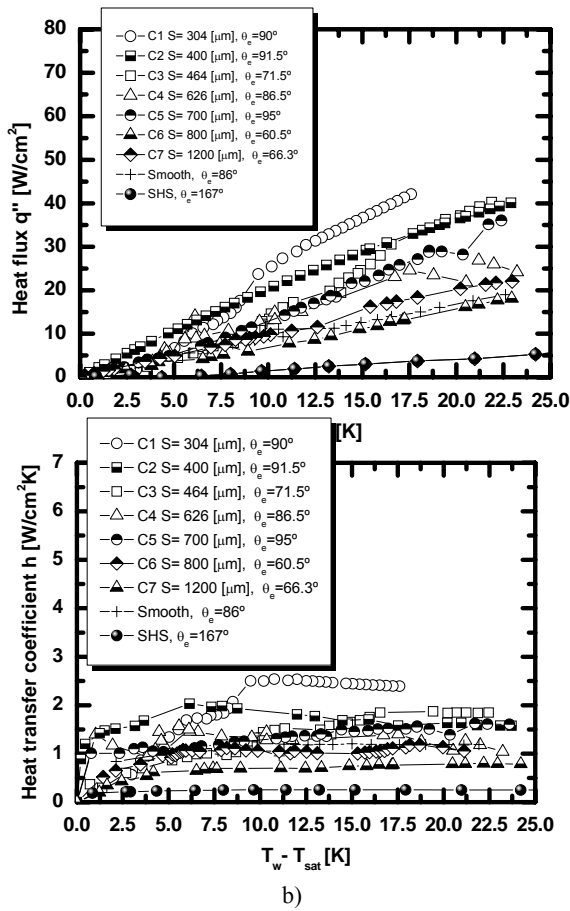 80
70
60
50
40
30
20
10
0
Heat flux q'' [W/cm²]
C1 S= 304 [μm], θe=90º
C2 S= 400 [μm], θe=91.5º
C3 S= 464 [μm], θe=71.5º
C4 S= 626 [μm], θe=86.5º
C5 S= 700 [μm], θe=95º
C6 S= 800 [μm], θe=60.5º
C7 S= 1200 [μm], θe=66.3º
Smooth, θe=86º
SHS, θe=167º
0.0 2.5 5.0 7.5 10.0 12.5 15.0 17.5 20.0 22.5 25.0
[K]
7
6
5
4
3
2
1
0
Heat transfer coefficient h [W/cm²K]
C1 S= 304 [μm], θe=90º
C2 S= 400 [μm], θe=91.5º
C3 S= 464 [μm], θe=71.5º
C4 S= 626 [μm], θe=86.5º
C5 S= 700 [μm], θe=95º
C6 S= 800 [μm], θe=60.5º
C7 S= 1200 [μm], θe=66.3º
Smooth, θe=86º
SHS, θe=167º
0.0 2.5 5.0 7.5 10.0 12.5 15.0 17.5 20.0 22.5
Tw- Tsat [K]
b)